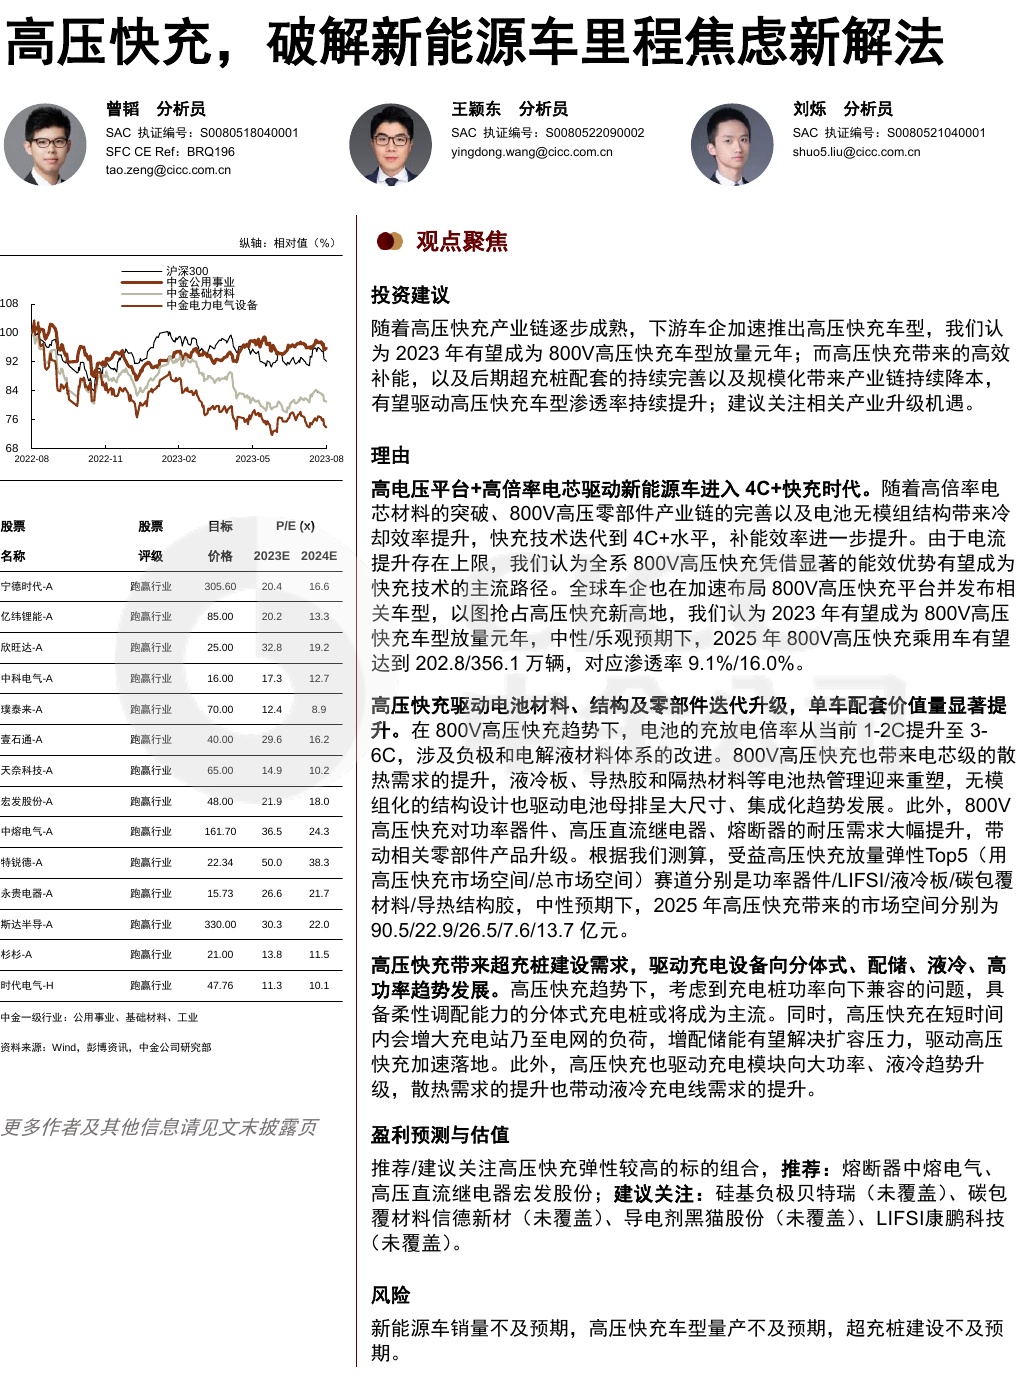 高压快充，破解新能源车里程焦虑新解法
曾韬 分析员
SAC 执证编号：S0080518040001
SFC CE Ref：BRQ196
tao.zeng@cicc.com.cn
王颖东 分析员
SAC 执证编号：S0080522090002
yingdong.wang@cicc.com.cn
刘烁 分析员
SAC 执证编号：S0080521040001
shuo5.liu@cicc.com.cn
纵轴：相对值（%）
沪深300
中金公用事业
中金基础材料
中金电力电气设备
108
100
92
84
76
68
2022-08 2022-11 2023-02 2023-05 2023-08
股票 股票 目标 P/E (x)
名称 评级 价格 2023E 2024E
宁德时代-A 跑赢行业 305.60 20.4 16.6
亿纬锂能-A 跑赢行业 85.00 20.2 13.3
欣旺达-A 跑赢行业 25.00 32.8 19.2
中科电气-A 跑赢行业 16.00 17.3 12.7
璞泰来-A 跑赢行业 70.00 12.4 8.9
壹石通-A 跑赢行业 40.00 29.6 16.2
天奈科技-A 跑赢行业 65.00 14.9 10.2
宏发股份-A 跑赢行业 48.00 21.9 18.0
中熔电气-A 跑赢行业 161.70 36.5 24.3
特锐德-A 跑赢行业 22.34 50.0 38.3
永贵电器-A 跑赢行业 15.73 26.6 21.7
斯达半导-A 跑赢行业 330.00 30.3 22.0
杉杉-A 跑赢行业 21.00 13.8 11.5
时代电气-H 跑赢行业 47.76 11.3 10.1
中金一级行业：公用事业、基础材料、工业
资料来源：Wind，彭博资讯，中金公司研究部
更多作者及其他信息请见文末披露页
观点聚焦
投资建议
随着高压快充产业链逐步成熟，下游车企加速推出高压快充车型，我们认
为 2023 年有望成为 800V高压快充车型放量元年；而高压快充带来的高效
补能，以及后期超充桩配套的持续完善以及规模化带来产业链持续降本，
有望驱动高压快充车型渗透率持续提升；建议关注相关产业升级机遇。
理由
高电压平台+高倍率电芯驱动新能源车进入 4C+快充时代。随着高倍率电
芯材料的突破、800V高压零部件产业链的完善以及电池无模组结构带来冷
却效率提升，快充技术迭代到 4C+水平，补能效率进一步提升。由于电流
提升存在上限，我们认为全系 800V高压快充凭借显著的能效优势有望成为
快充技术的主流路径。全球车企也在加速布局 800V高压快充平台并发布相
关车型，以图抢占高压快充新高地，我们认为 2023 年有望成为 800V高压
快充车型放量元年，中性/乐观预期下，2025 年 800V高压快充乘用车有望
达到 202.8/356.1 万辆，对应渗透率 9.1%/16.0%。
高压快充驱动电池材料、结构及零部件迭代升级，单车配套价值量显著提
升。在 800V高压快充趋势下，电池的充放电倍率从当前 1-2C提升至 3-
6C，涉及负极和电解液材料体系的改进。800V高压快充也带来电芯级的散
热需求的提升，液冷板、导热胶和隔热材料等电池热管理迎来重塑，无模
组化的结构设计也驱动电池母排呈大尺寸、集成化趋势发展。此外，800V
高压快充对功率器件、高压直流继电器、熔断器的耐压需求大幅提升，带
动相关零部件产品升级。根据我们测算，受益高压快充放量弹性Top5（用
高压快充市场空间/总市场空间）赛道分别是功率器件/LIFSI/液冷板/碳包覆
材料/导热结构胶，中性预期下，2025 年高压快充带来的市场空间分别为
90.5/22.9/26.5/7.6/13.7 亿元。
高压快充带来超充桩建设需求，驱动充电设备向分体式、配储、液冷、高
功率趋势发展。高压快充趋势下，考虑到充电桩功率向下兼容的问题，具
备柔性调配能力的分体式充电桩或将成为主流。同时，高压快充在短时间
内会增大充电站乃至电网的负荷，增配储能有望解决扩容压力，驱动高压
快充加速落地。此外，高压快充也驱动充电模块向大功率、液冷趋势升
级，散热需求的提升也带动液冷充电线需求的提升。
盈利预测与估值
推荐/建议关注高压快充弹性较高的标的组合，推荐：熔断器中熔电气、
高压直流继电器宏发股份；建议关注：硅基负极贝特瑞（未覆盖）、碳包
覆材料信德新材（未覆盖）、导电剂黑猫股份（未覆盖）、LIFSI康鹏科技
（未覆盖）。
风险
新能源车销量不及预期，高压快充车型量产不及预期，超充桩建设不及预
期。